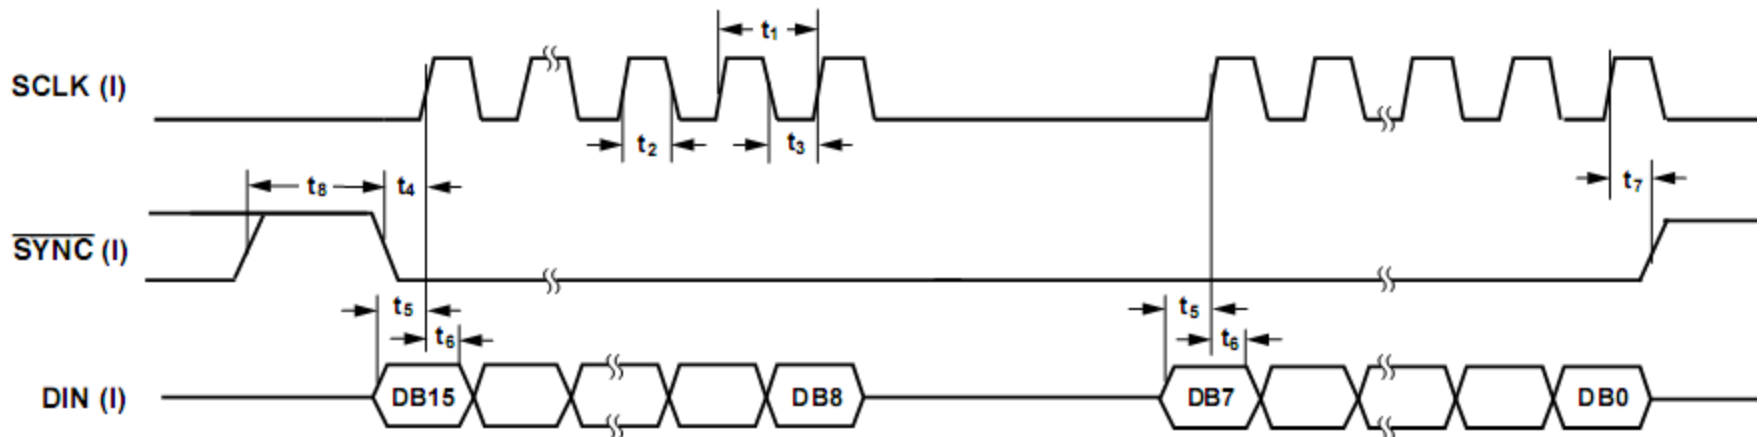 t1
SCLK (I)
t2
t3
t8
t4
t7
SYNC (I)
t5
t5
t6
t6
DIN (I)
DB15
DB8
DB7
DB0